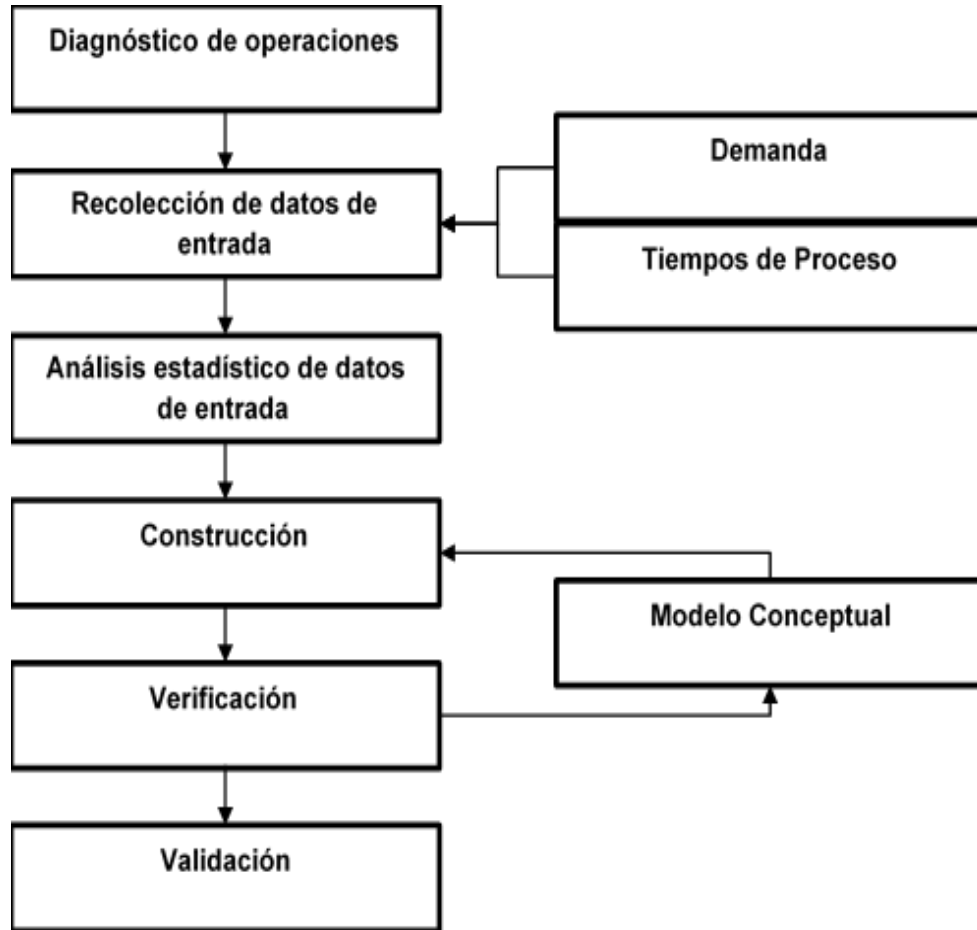 Diagnóstico de operaciones
Demanda
Recolección de datos de
entrada
Tiempos de Proceso
Análisis estadístico de datos
de entrada
Construcción
Modelo Conceptual
Verificación
Validación